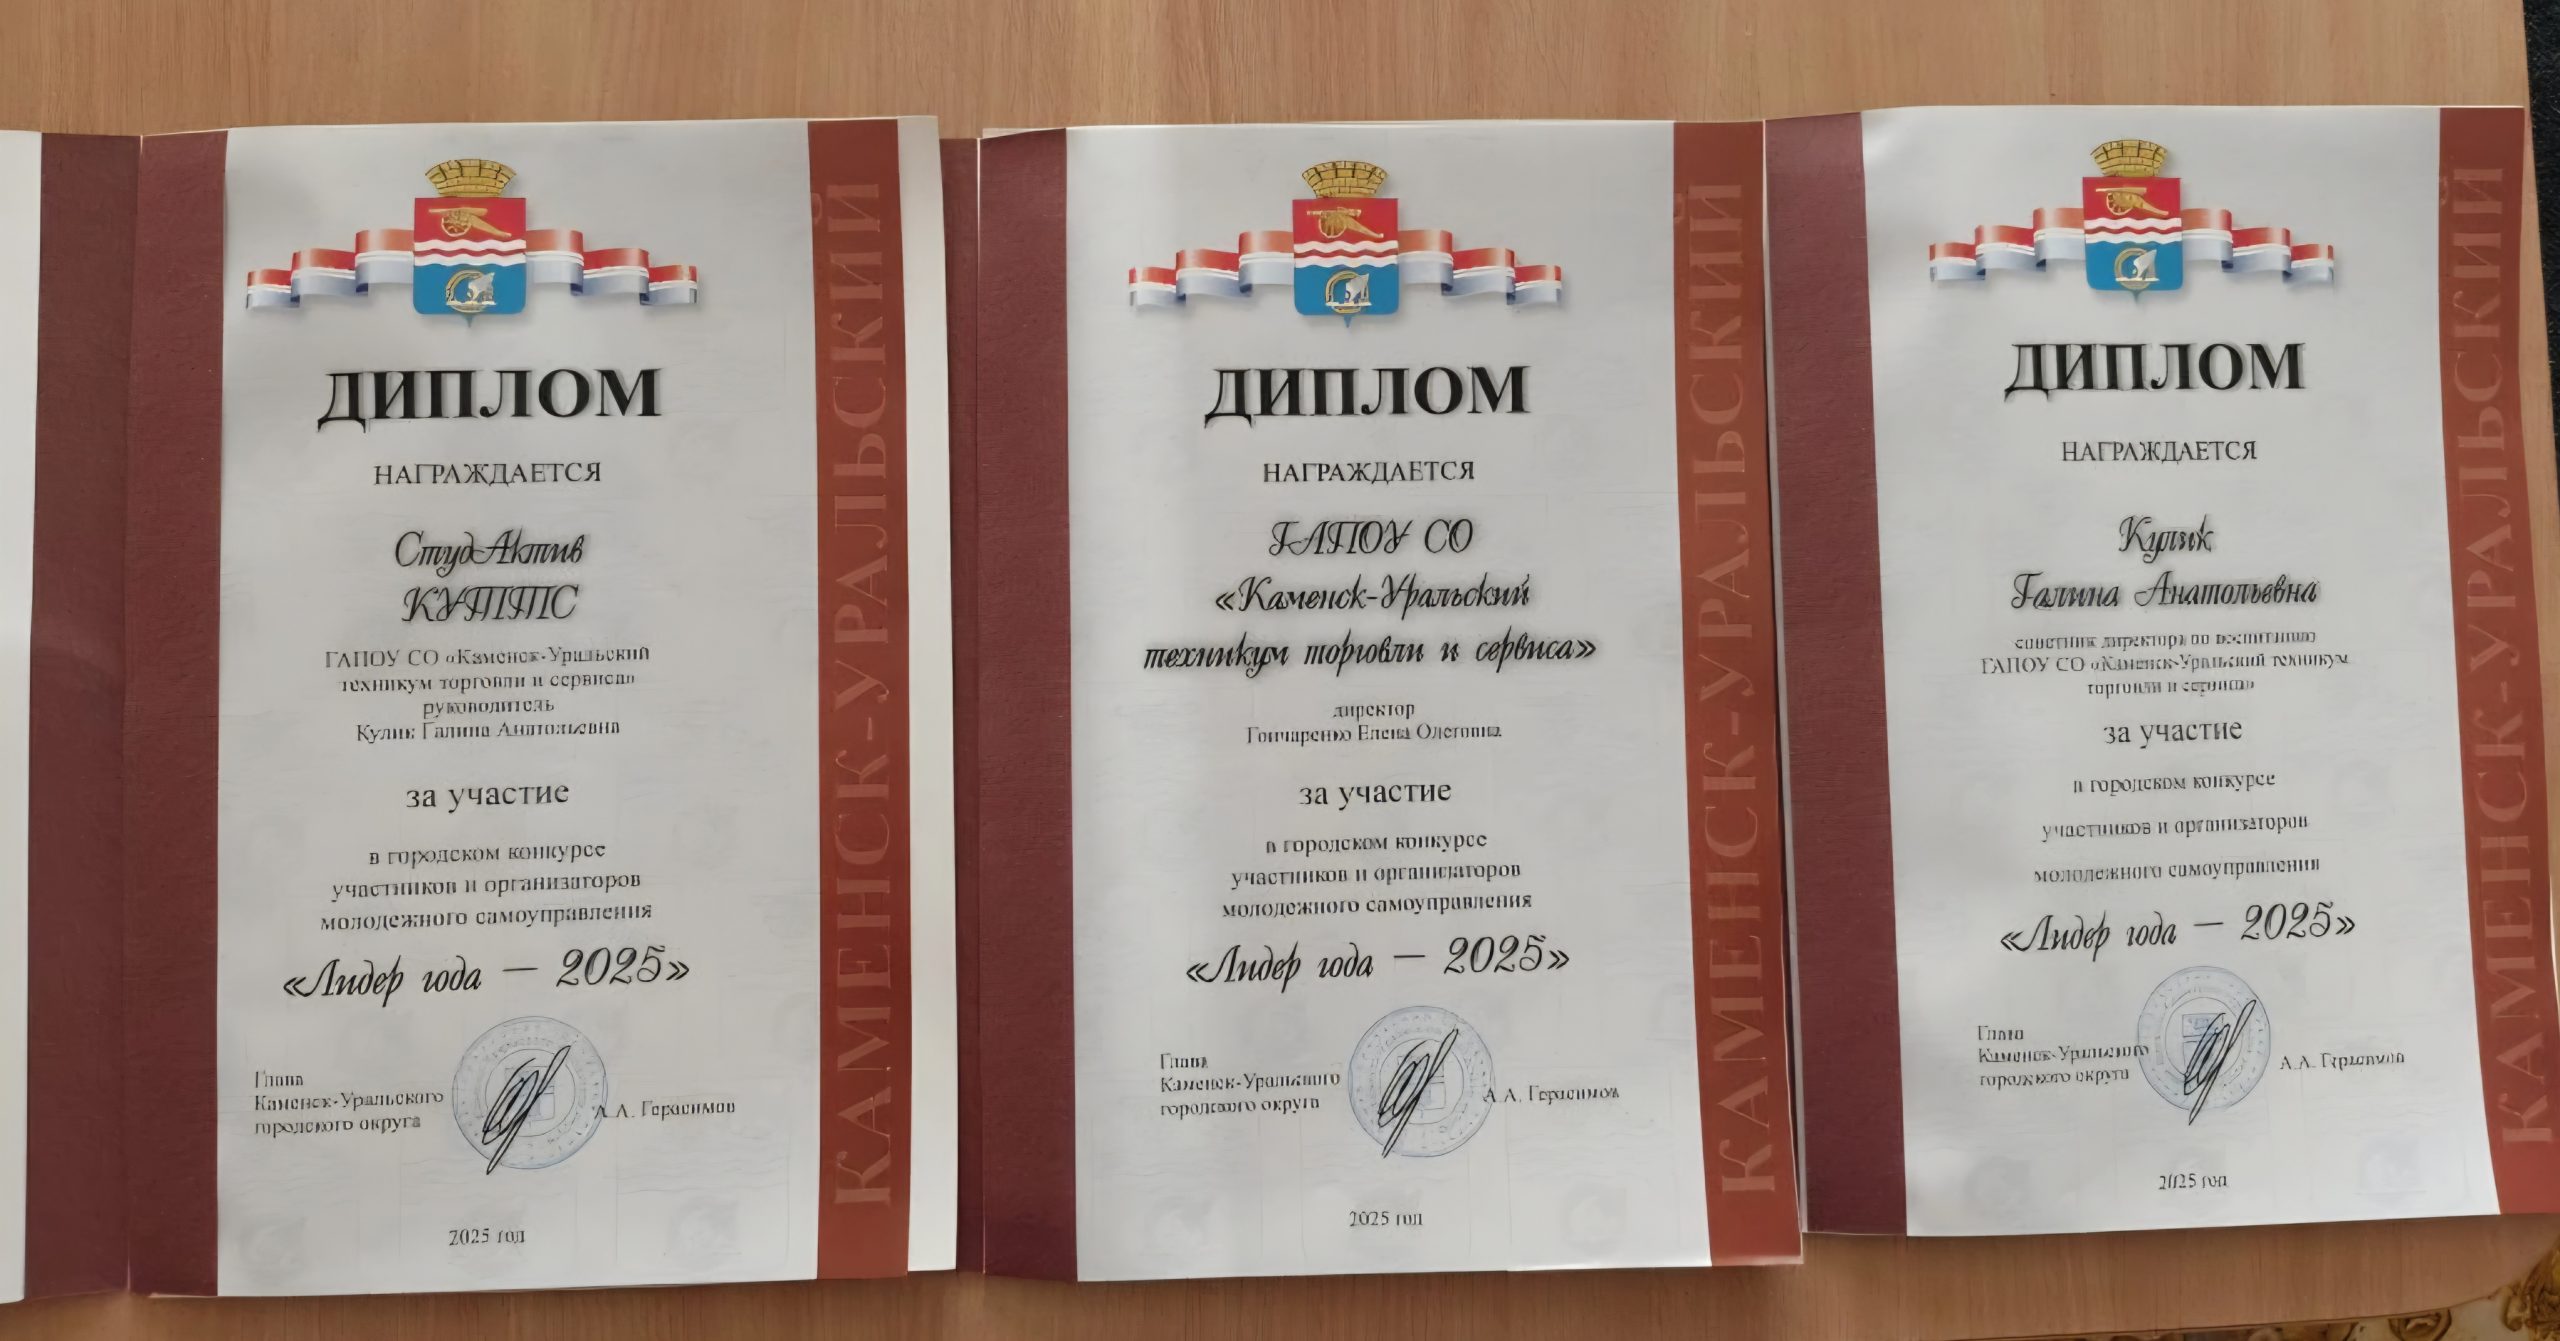 ДИПЛОМ
НАГРАЖДАЕТСЯ
СтудАктив
КУТТС
ГАПОУ СО «Каменск-Уральский
техникум торговли и сервиса»
руководитель
Кулик Галина Анатольевна
за участие
в городском конкурсе
участников и организаторов
молодежного самоуправления
«Лидер года – 2025»
Глава
Каменск-Уральского
городского округа
А.А. Герасимов
2025 год
КАМЕНСК-УРАЛЬСКИЙ
ДИПЛОМ
НАГРАЖДАЕТСЯ
ГАПОУ СО
«Каменск-Уральский
техникум торговли и сервиса»
директор
Гончаренко Елена Олеговна
за участие
в городском конкурсе
участников и организаторов
молодежного самоуправления
«Лидер года – 2025»
Глава
Каменск-Уральского
городского округа
А.А. Герасимов
2025 год
КАМЕНСК-УРАЛЬСКИЙ
ДИПЛОМ
НАГРАЖДАЕТСЯ
Кулик
Галина Анатольевна
советник директора по воспитанию
ГАПОУ СО «Каменск-Уральский техникум
торговли и сервиса»
за участие
в городском конкурсе
участников и организаторов
молодежного самоуправления
«Лидер года – 2025»
Глава
Каменск-Уральского
городского округа
А.А. Герасимов
2025 год
КАМЕНСК-УРАЛЬСКИЙ